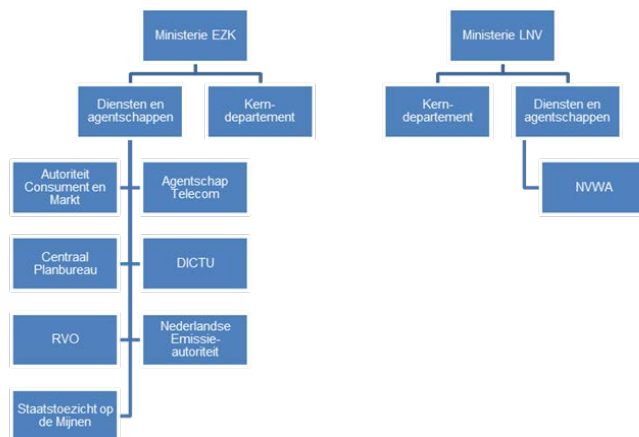 Ministerie EZK
Ministerie LNV
Diensten en
agentschappen
Kern-
departement
Kern-
departement
Diensten en
agentschappen
Autoriteit
Consument en
Markt
Agentschap
Telecom
NVWA
Centraal
Planbureau
DICTU
RVO
Nederlandse
Emissie-
autoriteit
Staatstoezicht op
de Mijnen